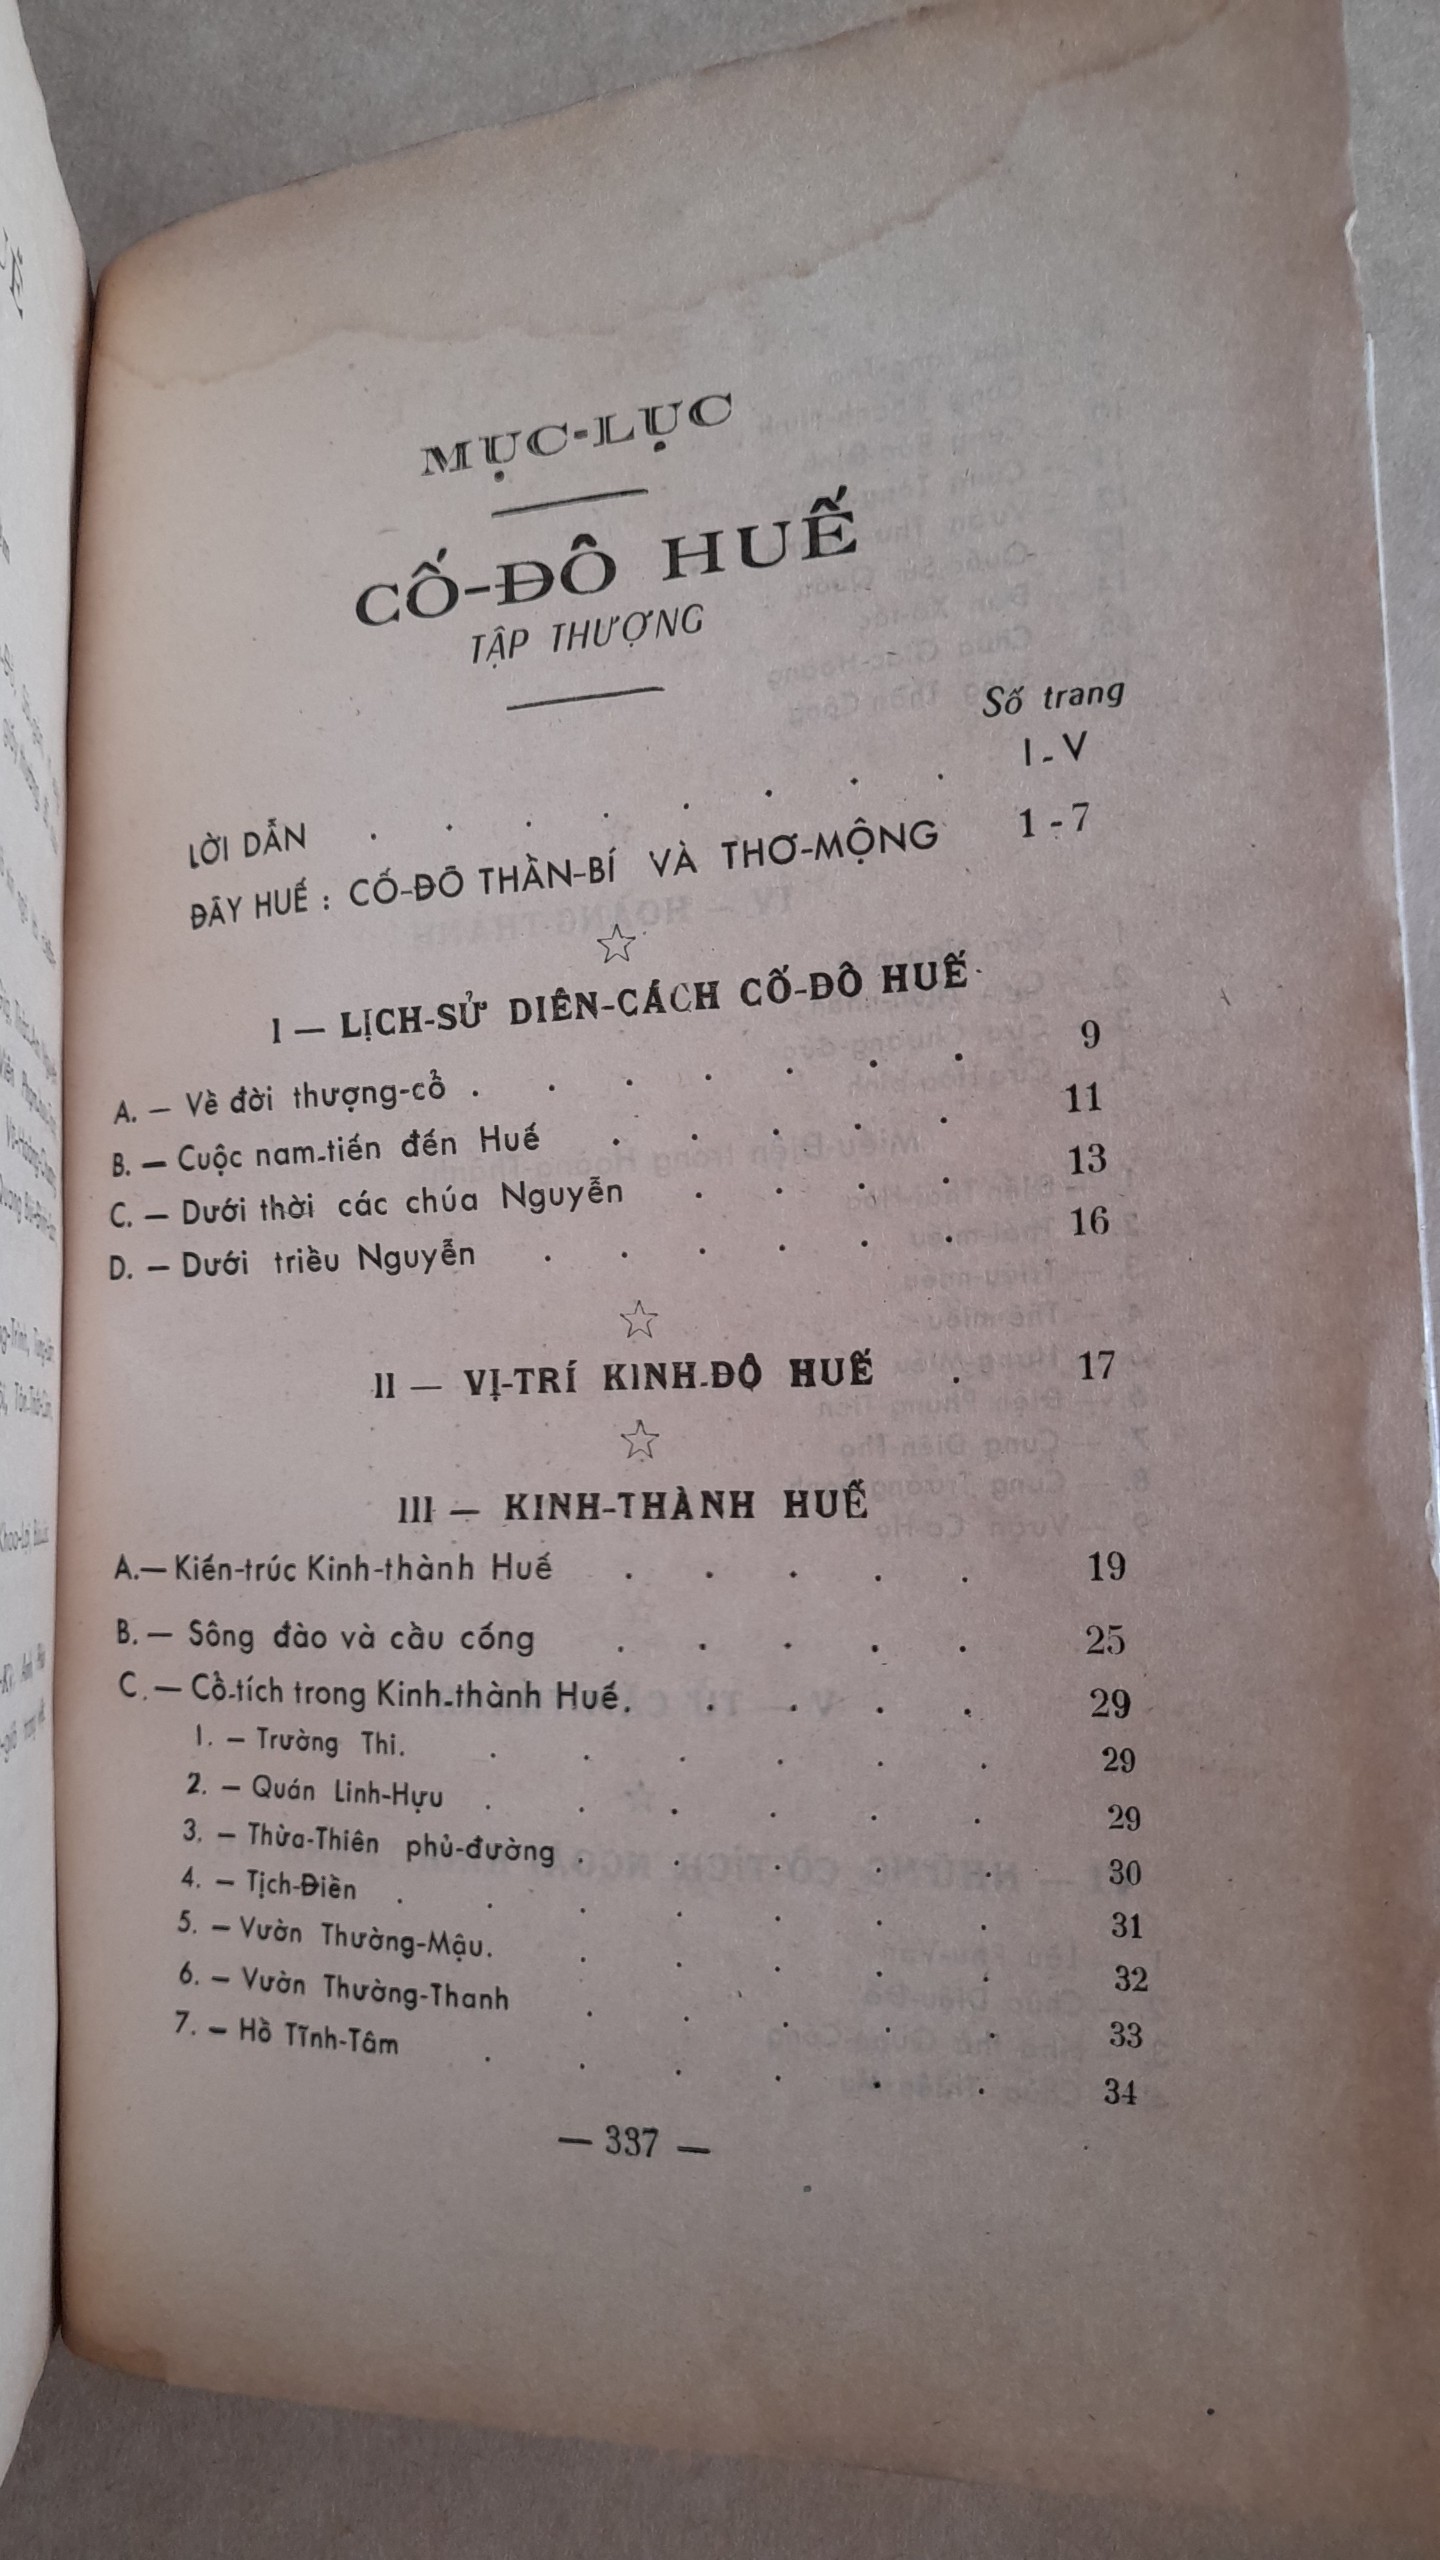 MỤC-LỤC
CỐ-ĐÔ HUẾ
TẬP THƯỢNG
Số trang
LỜI DẪN . . . . . . . . I - V
ĐÂY HUẾ : CỐ-ĐÔ THẦN-BÍ VÀ THƠ-MỘNG 1 - 7
I — LỊCH-SỬ DIÊN-CÁCH CỐ-ĐÔ HUẾ
A. — Về đời thượng-cổ . . . . . . . 9
B. — Cuộc nam-tiến đến Huế . . . . . 11
C. — Dưới thời các chúa Nguyễn . . . . 13
D. — Dưới triều Nguyễn . . . . . . 16
II — VỊ-TRÍ KINH-ĐÔ HUẾ . 17
III — KINH-THÀNH HUẾ
A.— Kiến-trúc Kinh-thành Huế . . . . . 19
B. — Sông đào và cầu cống . . . . . 25
C. — Cổ-tích trong Kinh-thành Huế. . . . . 29
1. — Trường Thi. . . . . . . 29
2. — Quán Linh-Hựu . . . . . . 29
3. — Thừa-Thiên phủ-đường . . . . . 30
4. — Tịch-Điền . . . . . . . 31
5. — Vườn Thường-Mậu. . . . . . 32
6. — Vườn Thường-Thanh . . . . . 33
7. — Hồ Tĩnh-Tâm . . . . . . 34
— 337 —